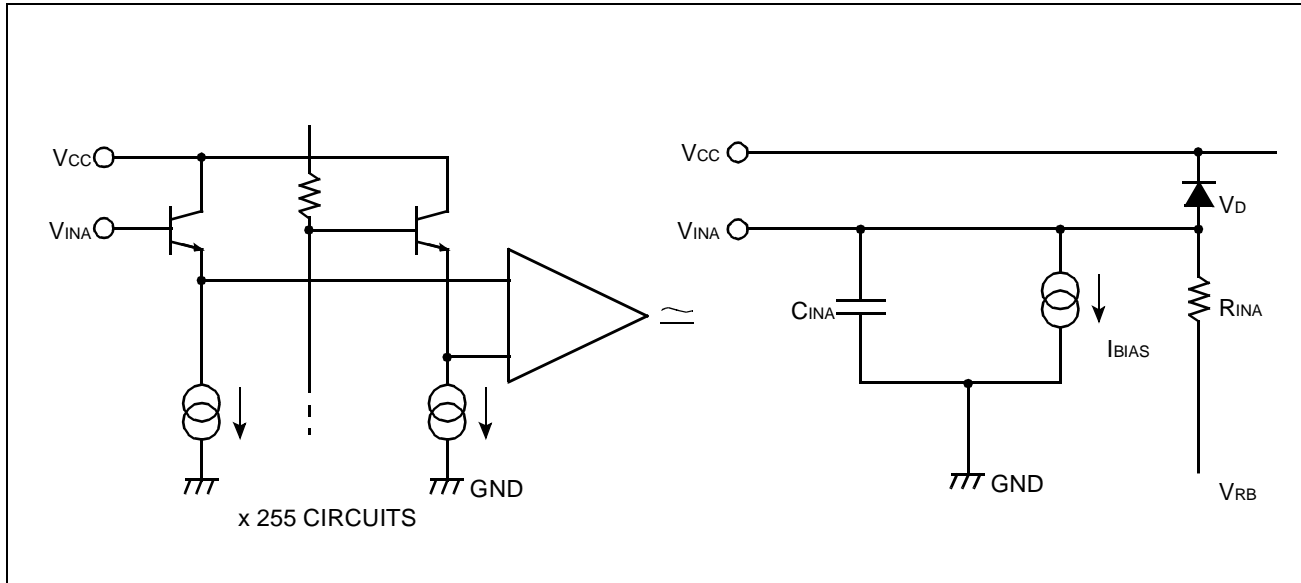 VCC
VINA
GND
x 255 CIRCUITS
VCC
VINA
VD
CINA
IBIAS
RINA
GND
VRB